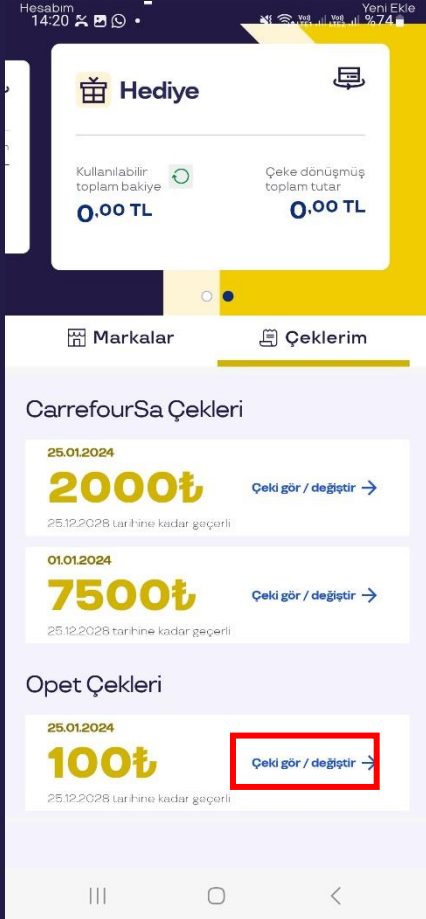 Hesabım
Yeni Ekle
14:20
%74
Hediye
Kullanılabilir
toplam bakiye
0,00 TL
Çeke dönüşmüş
toplam tutar
0,00 TL
Markalar
Çeklerim
CarrefourSa Çekleri
25.01.2024
2000₺
Çeki gör / değiştir →
25.12.2028 tarihine kadar geçerli
01.01.2024
7500₺
Çeki gör / değiştir →
25.12.2028 tarihine kadar geçerli
Opet Çekleri
25.01.2024
100₺
Çeki gör / değiştir →
25.12.2028 tarihine kadar geçerli